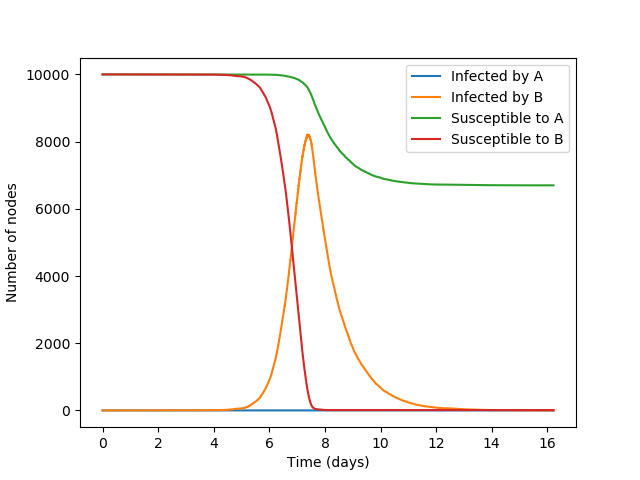 Infected by A
Infected by B
Susceptible to A
Susceptible to B
Number of nodes
10000
8000
6000
4000
2000
0
0 2 4 6 8 10 12 14 16
Time (days)